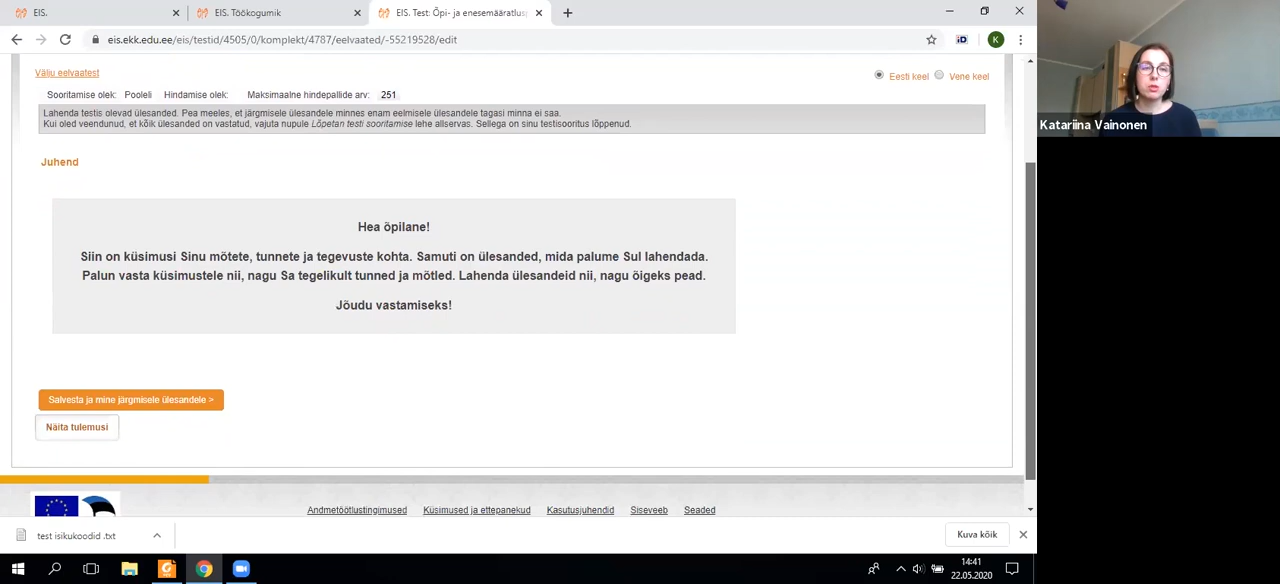 EIS.
EIS. Töökogumik
EIS. Test: Õpi- ja enesemääratlusp
eis.ekk.edu.ee/eis/testid/4505/0/komplekt/4787/eelvaated/-55219528/edit
iD
K
Välju eelvaatest
Eesti keel
Vene keel
Sooritamise olek: Pooleli Hindamise olek: Maksimaalne hindepallide arv: 251
Lahenda testis olevad ülesanded. Pea meeles, et järgmisele ülesandele minnes enam eelmisele ülesandele tagasi minna ei saa.
Kui oled veendunud, et kõik ülesanded on vastatud, vajuta nupule Lõpetan testi sooritamise lehe allservas. Sellega on sinu testisooritus lõppenud.
Juhend
Hea õpilane!
Siin on küsimusi Sinu mõtete, tunnete ja tegevuste kohta. Samuti on ülesanded, mida palume Sul lahendada.
Palun vasta küsimustele nii, nagu Sa tegelikult tunned ja mõtled. Lahenda ülesandeid nii, nagu õigeks pead.
Jõudu vastamiseks!
Salvesta ja mine järgmisele ülesandele >
Näita tulemusi
Andmetöötlustingimused
Küsimused ja ettepanekud
Kasutusjuhendid
Siseveeb
Seaded
test isikukoodid .txt
Kuva kõik
14:41
22.05.2020
Katariina Vainonen